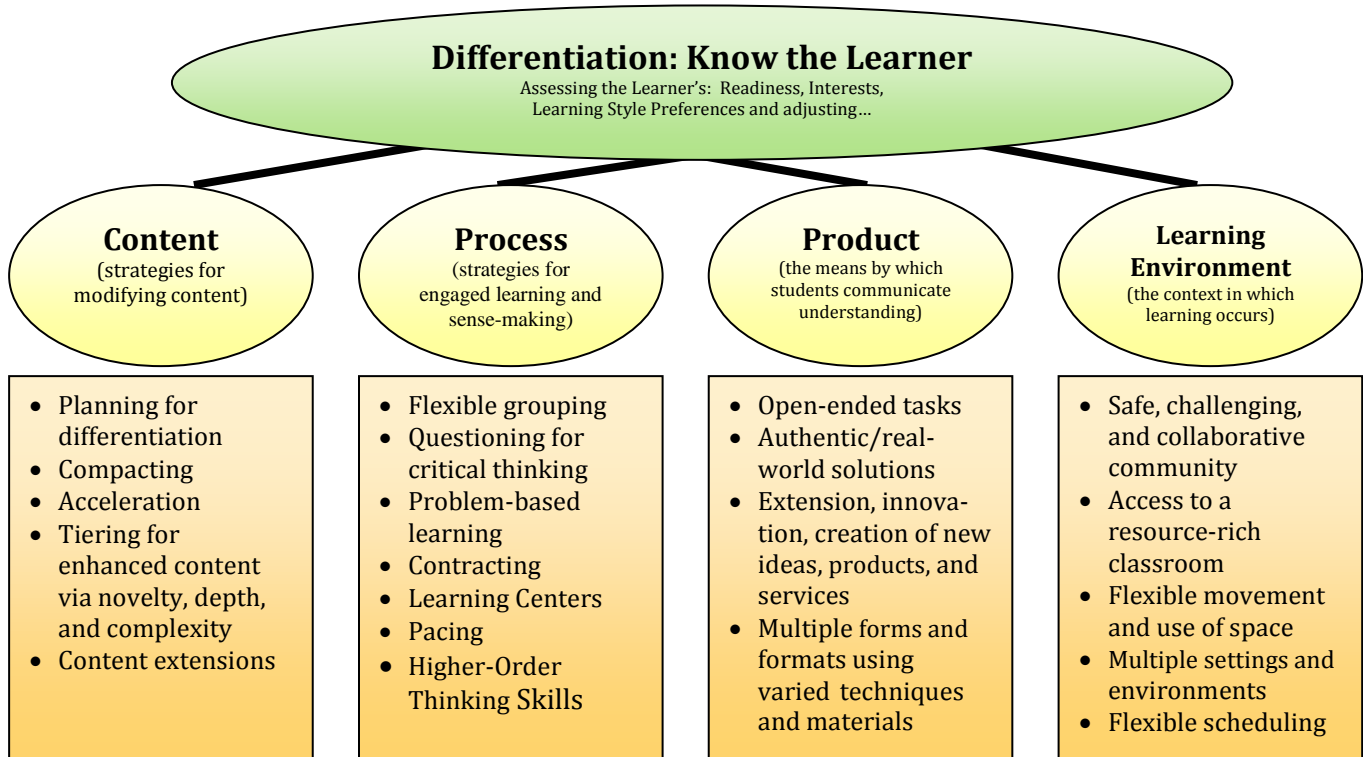 Differentiation: Know the Learner
Assessing the Learner's: Readiness, Interests,
Learning Style Preferences and adjusting…
Content
(strategies for
modifying content)
• Planning for
differentiation
• Compacting
• Acceleration
• Tiering for
enhanced content
via novelty, depth,
and complexity
• Content extensions
Process
(strategies for
engaged learning and
sense-making)
• Flexible grouping
• Questioning for
critical thinking
• Problem-based
learning
• Contracting
• Learning Centers
• Pacing
• Higher-Order
Thinking Skills
Product
(the means by which
students communicate
understanding)
• Open-ended tasks
• Authentic/real-
world solutions
• Extension, innova-
tion, creation of new
ideas, products, and
services
• Multiple forms and
formats using
varied techniques
and materials
Learning
Environment
(the context in which
learning occurs)
• Safe, challenging,
and collaborative
community
• Access to a
resource-rich
classroom
• Flexible movement
and use of space
• Multiple settings and
environments
• Flexible scheduling